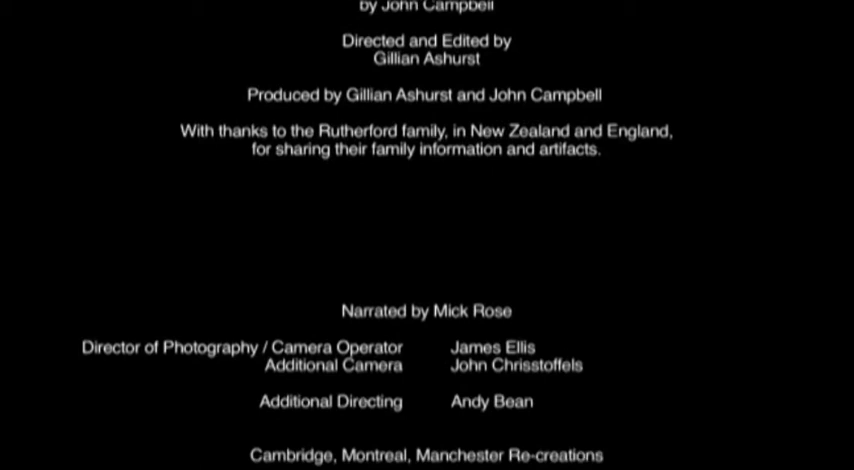 by John Campbell
Directed and Edited by
Gillian Ashurst
Produced by Gillian Ashurst and John Campbell
With thanks to the Rutherford family, in New Zealand and England,
for sharing their family information and artifacts.
Narrated by Mick Rose
Director of Photography / Camera Operator James Ellis
Additional Camera John Chrisstoffels
Additional Directing Andy Bean
Cambridge, Montreal, Manchester Re-creations